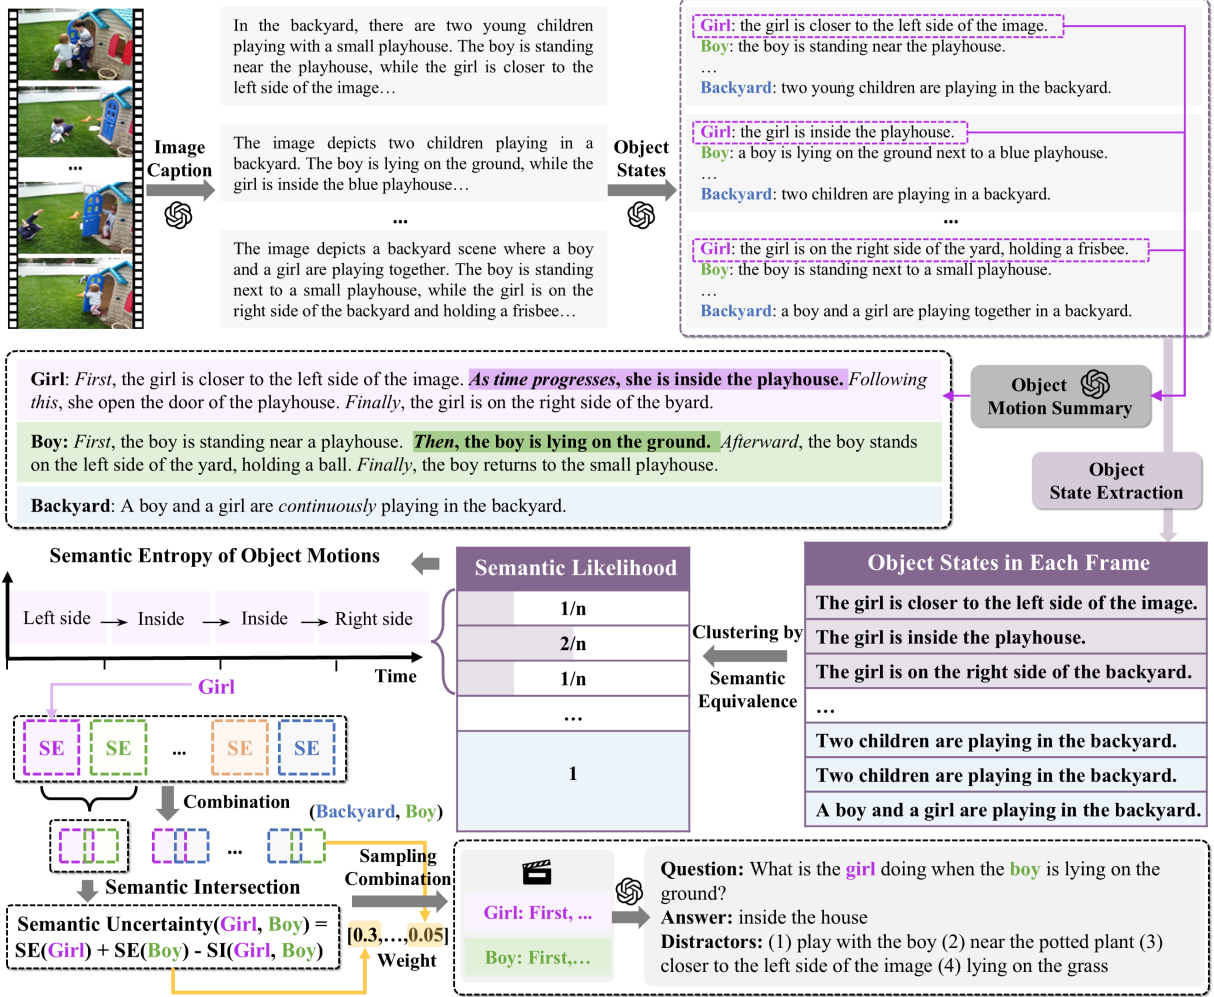 In the backyard, there are two young children
playing with a small playhouse. The boy is standing
near the playhouse, while the girl is closer to the
left side of the image…
Image
Caption
The image depicts two children playing in a
backyard. The boy is lying on the ground, while the
girl is inside the blue playhouse…
...
...
The image depicts a backyard scene where a boy
and a girl are playing together. The boy is standing
next to a small playhouse, while the girl is on the
right side of the backyard and holding a frisbee…
Object
States
Girl: the girl is closer to the left side of the image.
Boy: the boy is standing near the playhouse.
…
Backyard: two young children are playing in the backyard.
Girl: the girl is inside the playhouse.
Boy: a boy is lying on the ground next to a blue playhouse.
…
Backyard: two children are playing in a backyard.
...
Girl: the girl is on the right side of the yard, holding a frisbee.
Boy: the boy is standing next to a small playhouse.
…
Backyard: a boy and a girl are playing together in a backyard.
Girl: First, the girl is closer to the left side of the image. As time progresses, she is inside the playhouse. Following
this, she open the door of the playhouse. Finally, the girl is on the right side of the byard.
Boy: First, the boy is standing near a playhouse. Then, the boy is lying on the ground. Afterward, the boy stands
on the left side of the yard, holding a ball. Finally, the boy returns to the small playhouse.
Backyard: A boy and a girl are continuously playing in the backyard.
Object
Motion Summary
Object
State Extraction
Semantic Entropy of Object Motions
Left side
Inside
Inside
Right side
Time
Girl
Semantic Likelihood
1/n
2/n
1/n
…
1
Clustering by
Semantic
Equivalence
Object States in Each Frame
The girl is closer to the left side of the image.
The girl is inside the playhouse.
The girl is on the right side of the backyard.
…
Two children are playing in the backyard.
Two children are playing in the backyard.
A boy and a girl are playing in the backyard.
SE
SE
...
SE
SE
Combination
(Backyard, Boy)
...
Semantic Intersection
Semantic Uncertainty(Girl, Boy) =
SE(Girl) + SE(Boy) - SI(Girl, Boy)
Sampling
Combination
[0.3,…,0.05]
Weight
Girl: First, ...
Boy: First,…
Question: What is the girl doing when the boy is lying on the
ground?
Answer: inside the house
Distractors: (1) play with the boy (2) near the potted plant (3)
closer to the left side of the image (4) lying on the grass